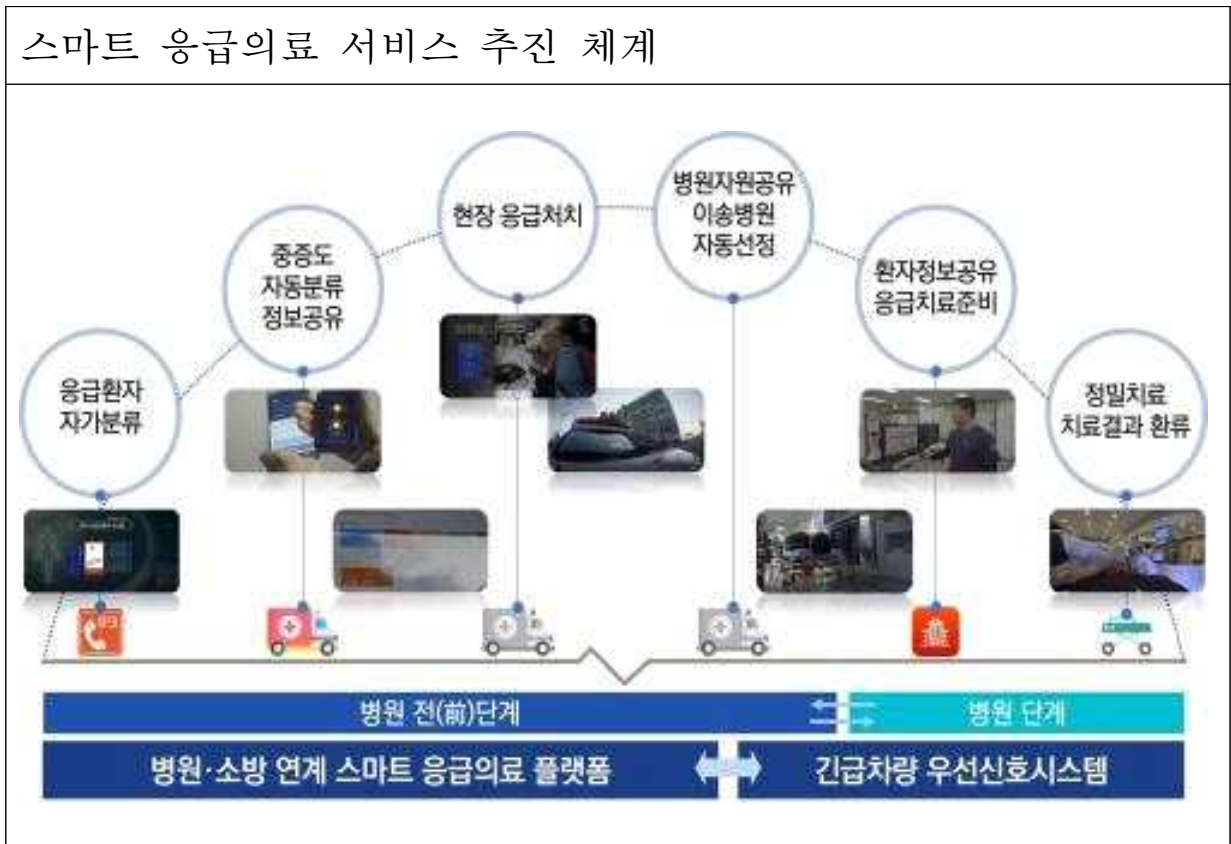 스마트 응급의료 서비스 추진 체계
응급환자
자가분류
중증도
자동분류
정보공유
현장 응급처치
병원자원공유
이송병원
자동선정
환자정보공유
응급치료준비
정밀치료
치료결과 환류
병원 전(前)단계
병원 단계
병원·소방 연계 스마트 응급의료 플랫폼
긴급차량 우선신호시스템